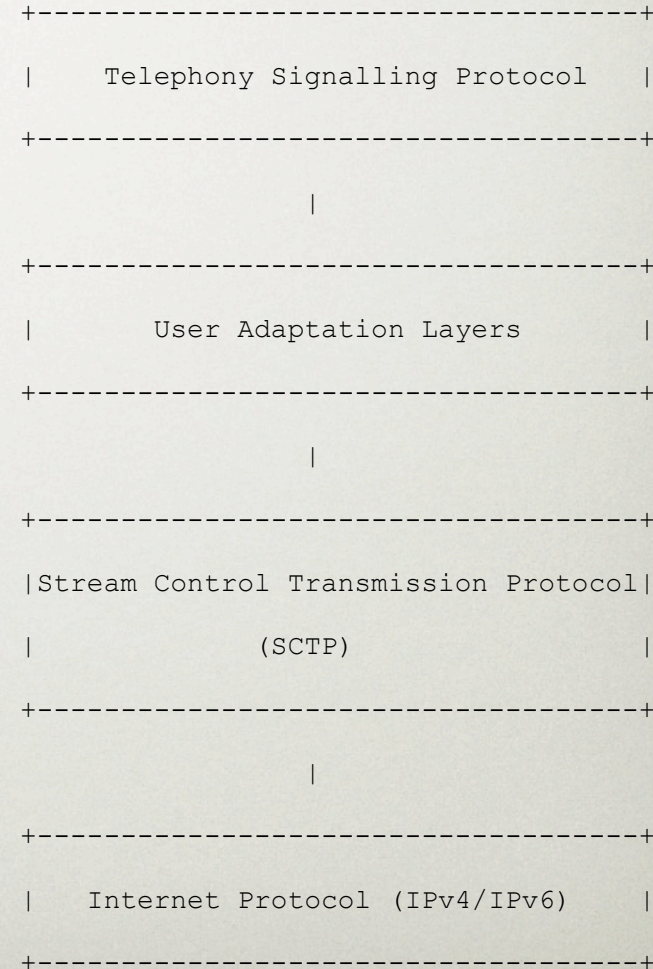 +------------------------------------+
|    Telephony Signalling Protocol   |
+------------------------------------+
|
+------------------------------------+
|       User Adaptation Layers       |
+------------------------------------+
|
+------------------------------------+
|Stream Control Transmission Protocol|
|             (SCTP)                 |
+------------------------------------+
|
+------------------------------------+
|   Internet Protocol (IPv4/IPv6)    |
+------------------------------------+